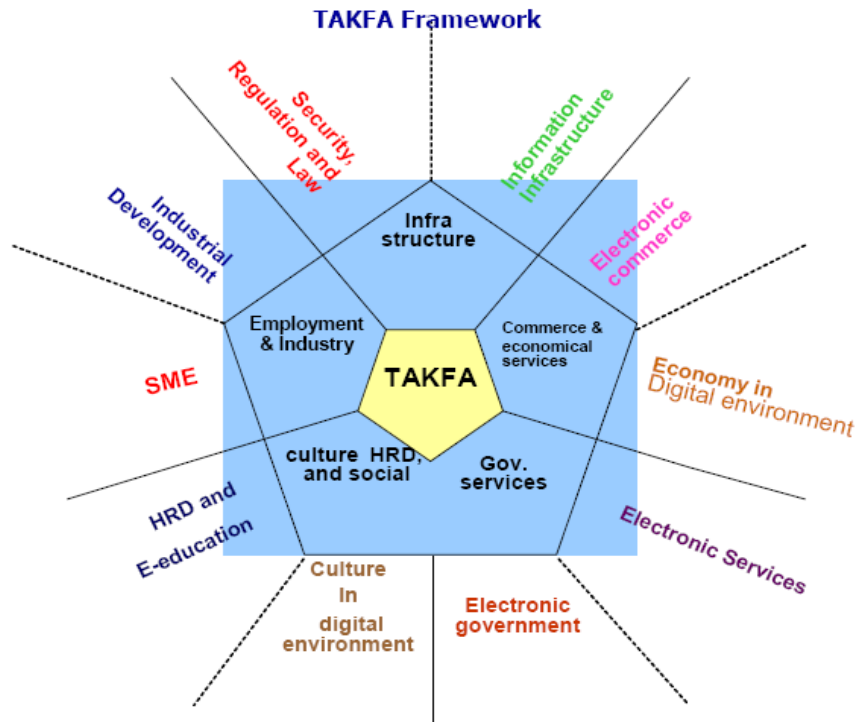 TAKFA Framework
Security,
Regulation and
Law
Information
Infrastructure
Industrial
Development
Electronic
commerce
Infra
structure
Employment
& Industry
Commerce &
economical
services
TAKFA
SME
Economy in
Digital environment
culture HRD,
and social
Gov.
services
HRD and
E-education
Electronic Services
Culture
In
digital
environment
Electronic
government